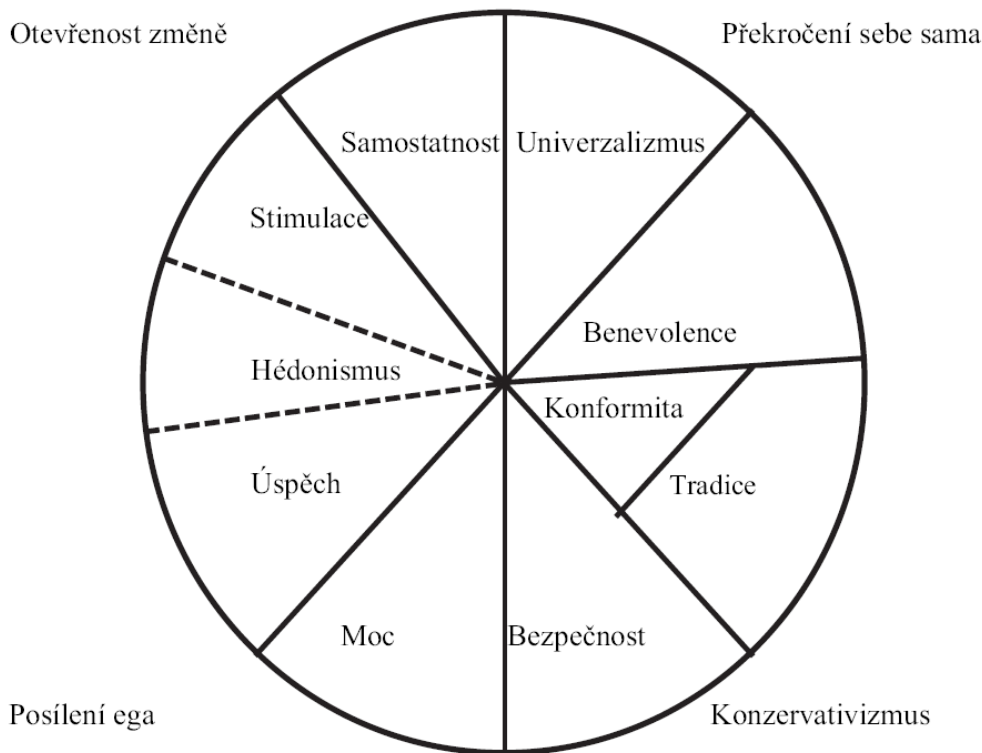 Otevřenost změně
Překročení sebe sama
Samostatnost
Univerzalizmus
Stimulace
Benevolence
Hédonismus
Konformita
Úspěch
Tradice
Moc
Bezpečnost
Posílení ega
Konzervativizmus